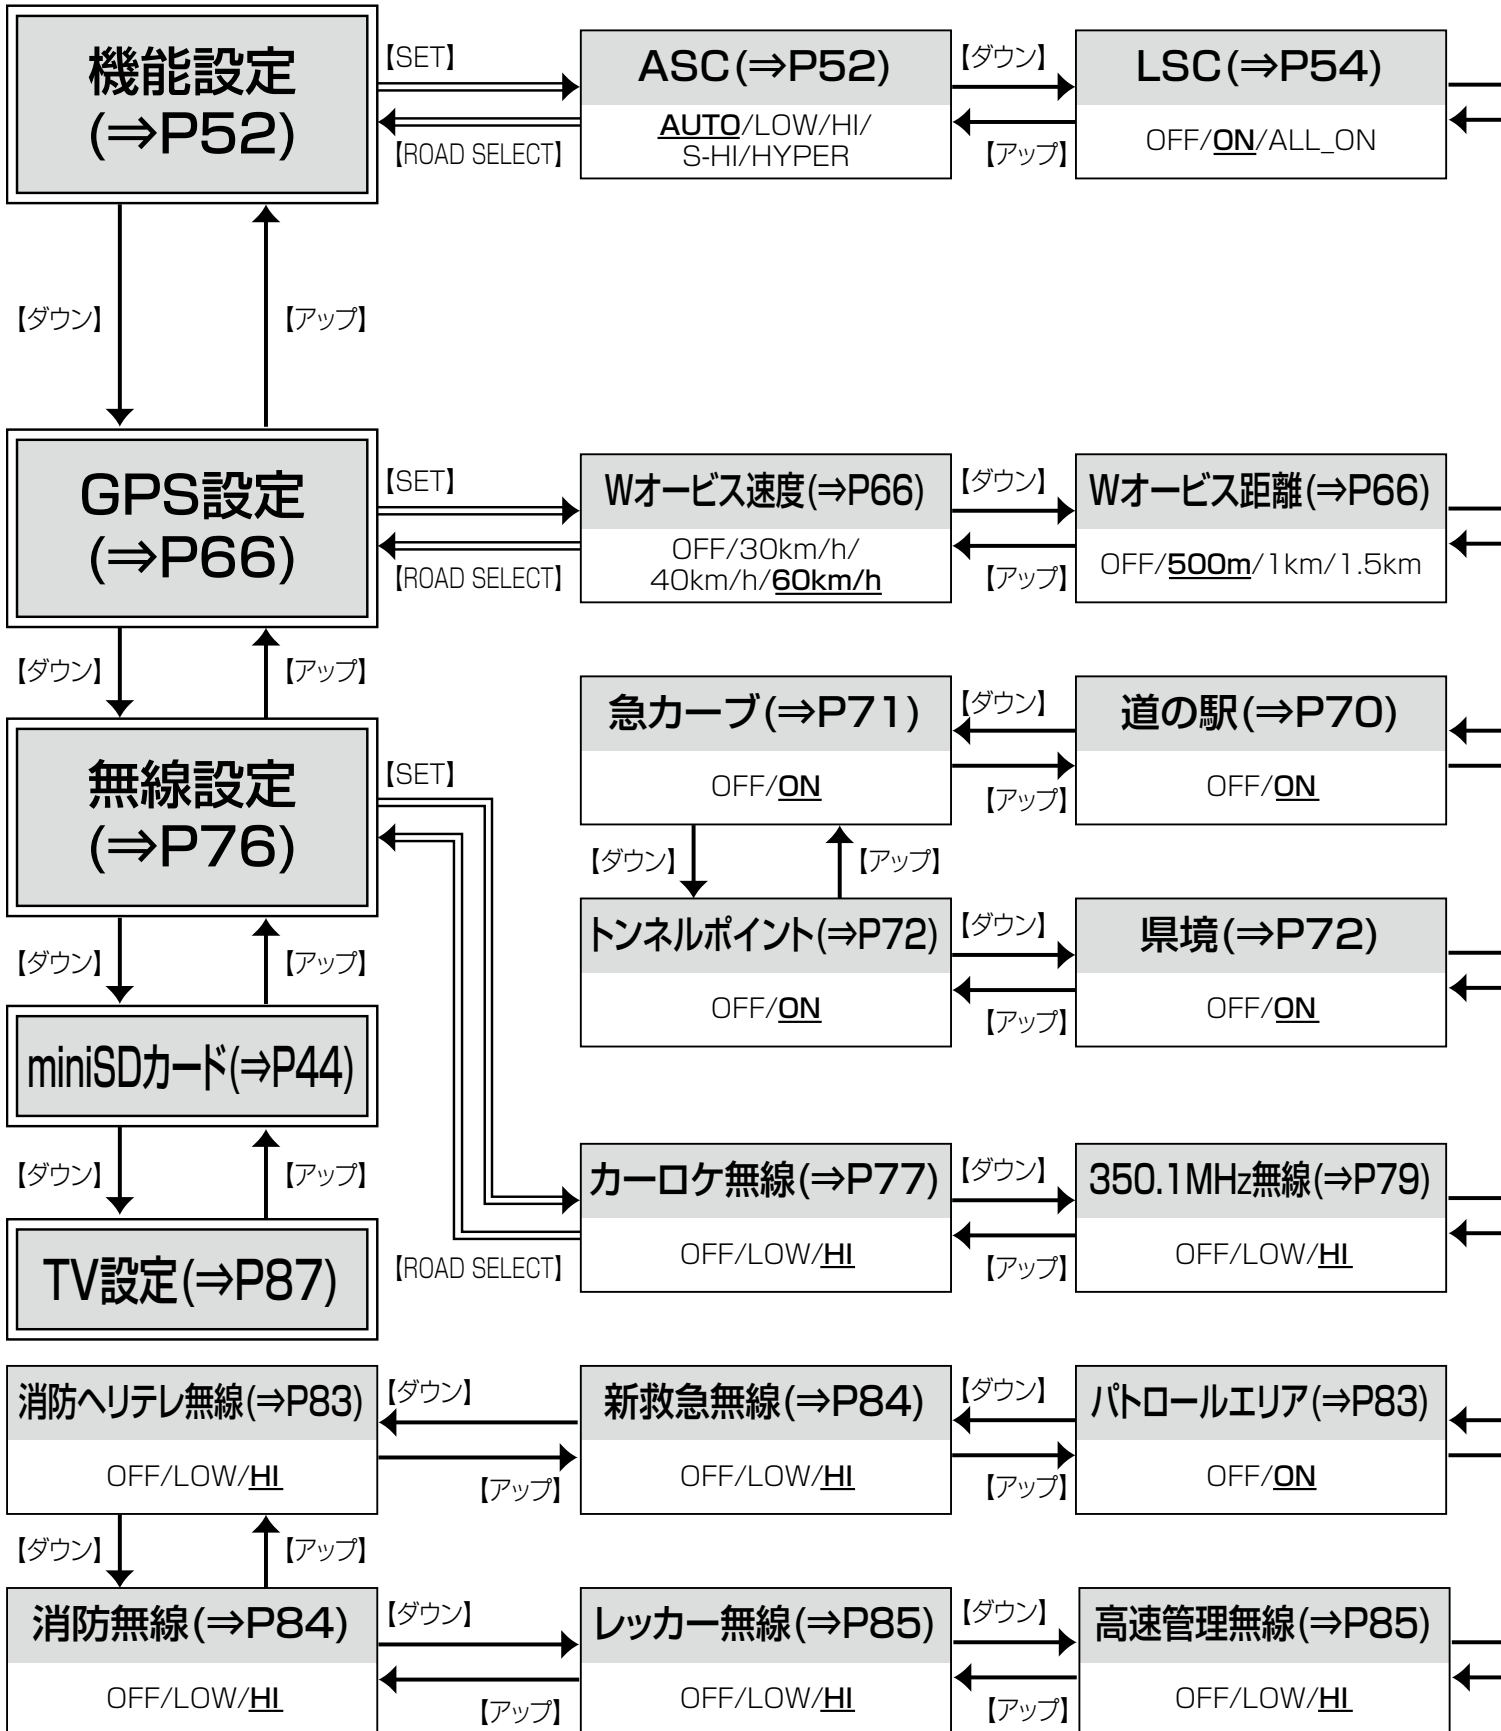 機能設定
(⇒P52)
【SET】
【ROAD SELECT】
ASC(⇒P52)
AUTO/LOW/HI/
S-HI/HYPER
【ダウン】
【アップ】
LSC(⇒P54)
OFF/ON/ALL_ON
【ダウン】
【アップ】
GPS設定
(⇒P66)
【SET】
【ROAD SELECT】
Wオービス速度(⇒P66)
OFF/30km/h/
40km/h/60km/h
【ダウン】
【アップ】
Wオービス距離(⇒P66)
OFF/500m/1km/1.5km
【ダウン】
【アップ】
急カーブ(⇒P71)
OFF/ON
【ダウン】
【アップ】
道の駅(⇒P70)
OFF/ON
無線設定
(⇒P76)
【SET】
【ダウン】
【アップ】
トンネルポイント(⇒P72)
OFF/ON
【ダウン】
【アップ】
県境(⇒P72)
OFF/ON
【ダウン】
【アップ】
miniSDカード(⇒P44)
【ダウン】
【アップ】
カーロケ無線(⇒P77)
OFF/LOW/HI
【ダウン】
【アップ】
350.1MHz無線(⇒P79)
OFF/LOW/HI
【ROAD SELECT】
TV設定(⇒P87)
消防ヘリテレ無線(⇒P83)
OFF/LOW/HI
【ダウン】
【アップ】
新救急無線(⇒P84)
OFF/LOW/HI
【ダウン】
【アップ】
パトロールエリア(⇒P83)
OFF/ON
【ダウン】
【アップ】
消防無線(⇒P84)
OFF/LOW/HI
【ダウン】
【アップ】
レッカー無線(⇒P85)
OFF/LOW/HI
【ダウン】
【アップ】
高速管理無線(⇒P85)
OFF/LOW/HI